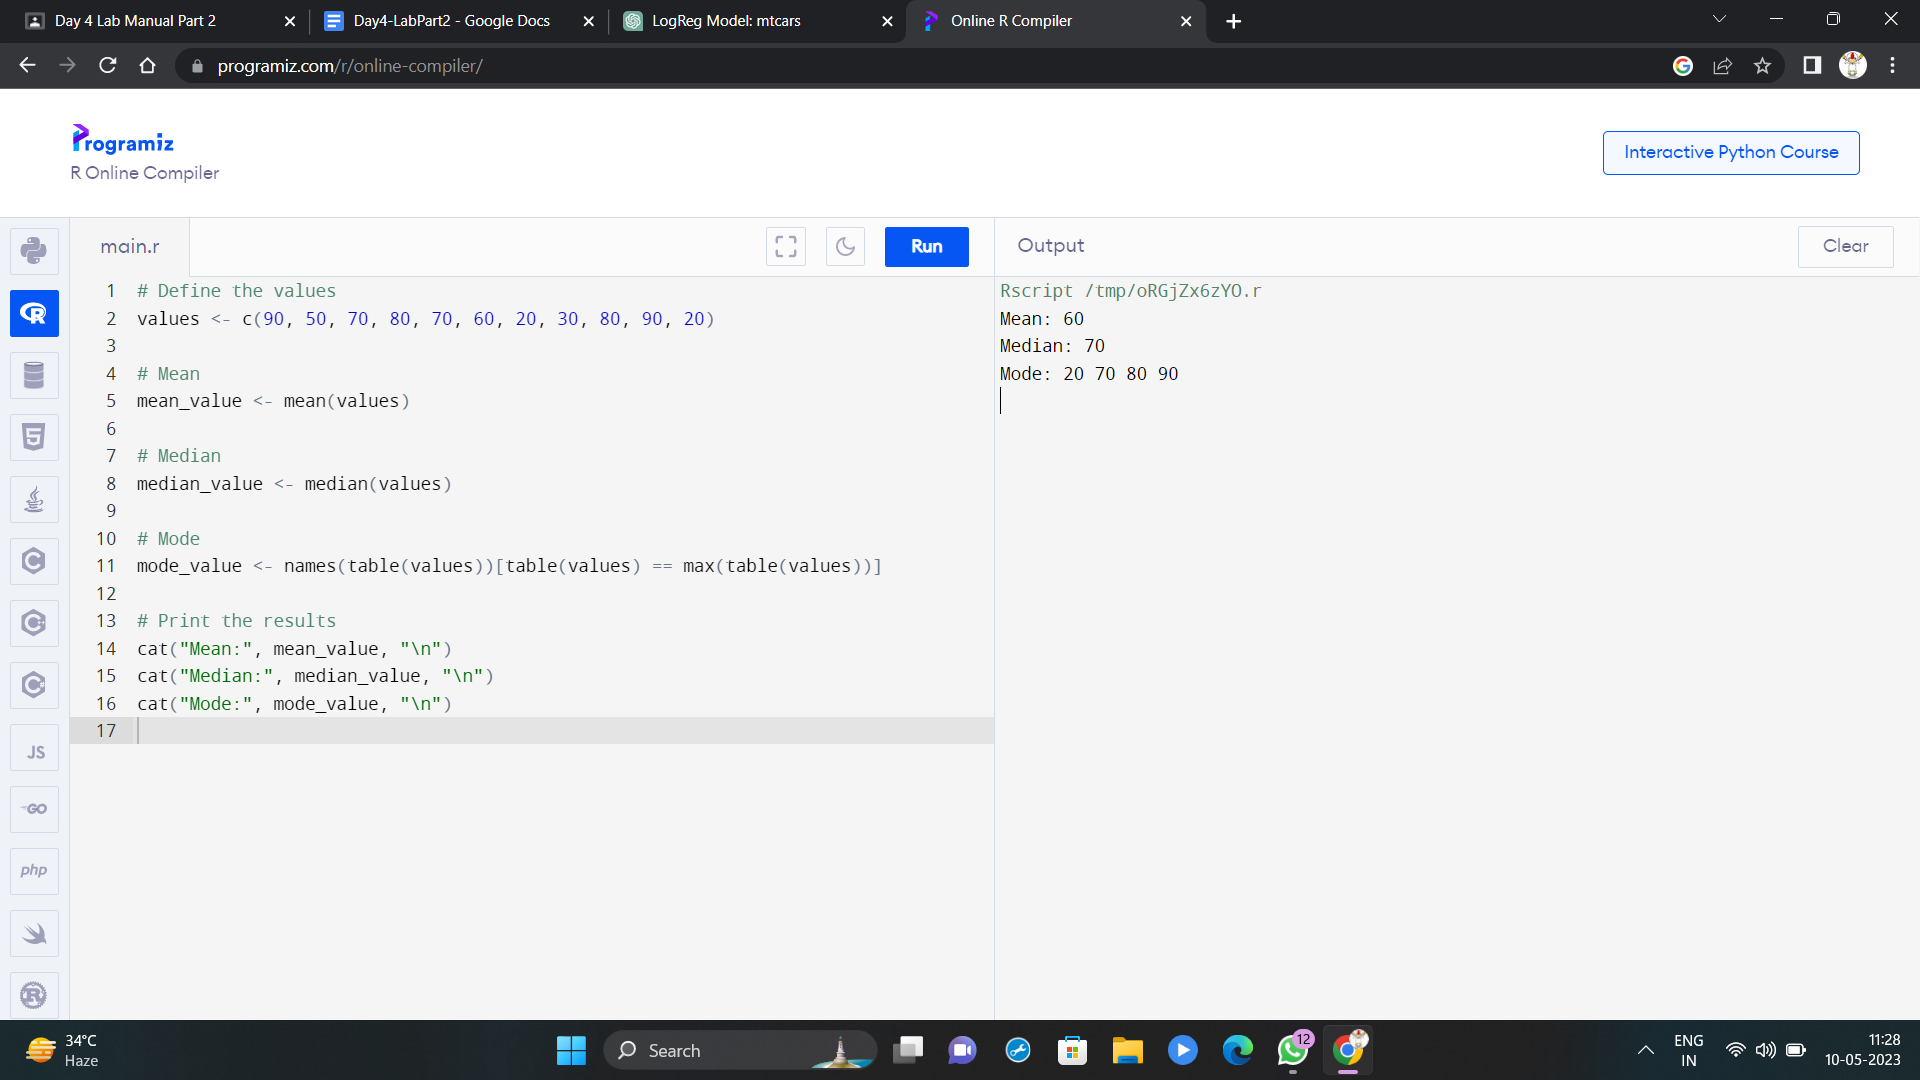 Day 4 Lab Manual Part 2
Day4-LabPart2 - Google Docs
LogReg Model: mtcars
Online R Compiler
programiz.com/r/online-compiler/
Programiz
R Online Compiler
Interactive Python Course
main.r
Run
Output
Clear
1 # Define the values
2 values <- c(90, 50, 70, 80, 70, 60, 20, 30, 80, 90, 20)
3
4 # Mean
5 mean_value <- mean(values)
6
7 # Median
8 median_value <- median(values)
9
10 # Mode
11 mode_value <- names(table(values))[table(values) == max(table(values))]
12
13 # Print the results
14 cat("Mean:", mean_value, "\n")
15 cat("Median:", median_value, "\n")
16 cat("Mode:", mode_value, "\n")
17
Rscript /tmp/oRGjZx6zYO.r
Mean: 60
Median: 70
Mode: 20 70 80 90
R
5
C
C
C
JS
GO
php
R
34°C
Haze
Search
12
ENG
IN
11:28
10-05-2023